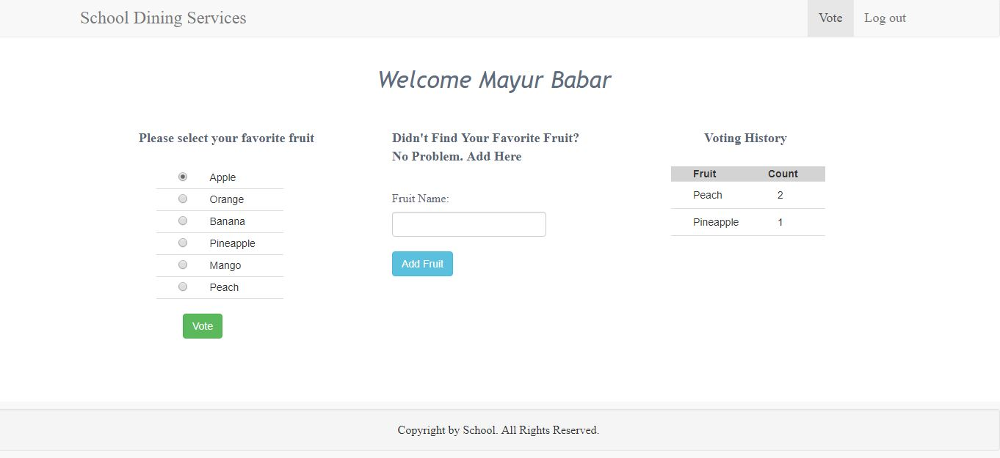 School Dining Services
Vote
Log out
Welcome Mayur Babar
Please select your favorite fruit
Apple
Orange
Banana
Pineapple
Mango
Peach
Vote
Didn't Find Your Favorite Fruit?
No Problem. Add Here
Fruit Name:
Add Fruit
Voting History
Fruit Count
Peach 2
Pineapple 1
Copyright by School. All Rights Reserved.